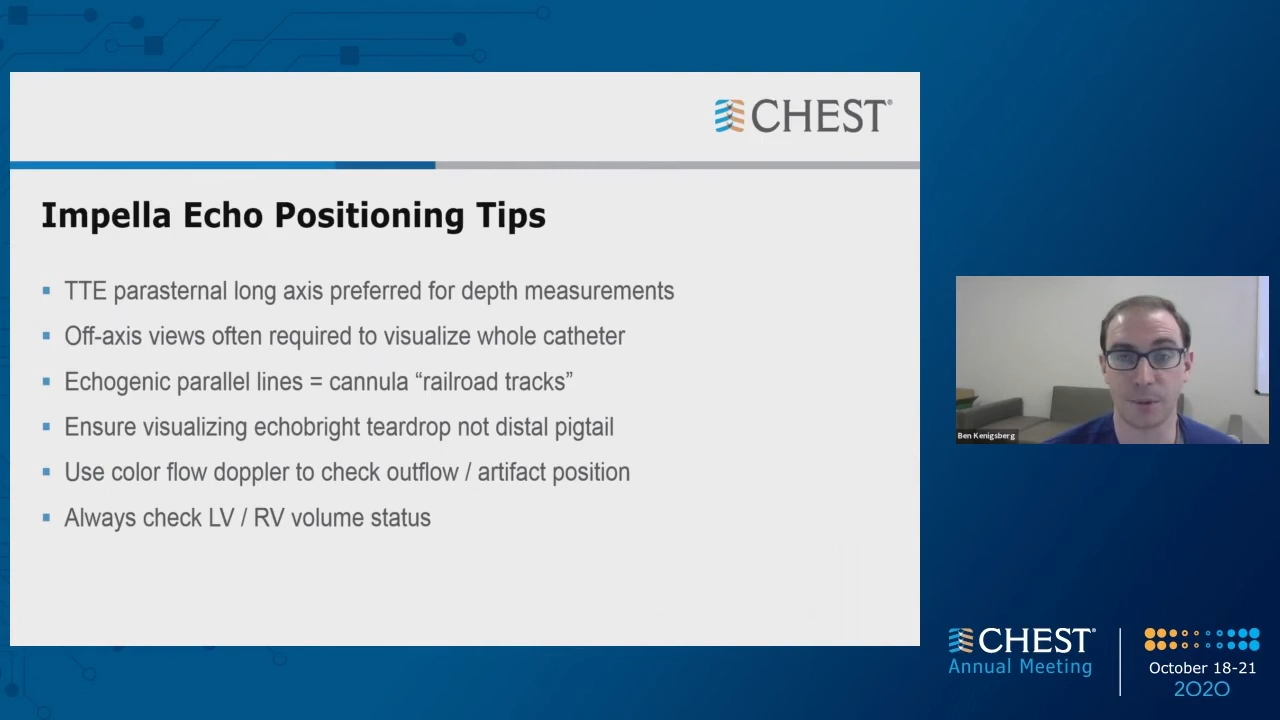 CHEST®
Impella Echo Positioning Tips
▪ TTE parasternal long axis preferred for depth measurements
▪ Off-axis views often required to visualize whole catheter
▪ Echogenic parallel lines = cannula “railroad tracks”
▪ Ensure visualizing echobright teardrop not distal pigtail
▪ Use color flow doppler to check outflow / artifact position
▪ Always check LV / RV volume status
Ben Kenigsberg
CHEST®
Annual Meeting
October 18-21
2020